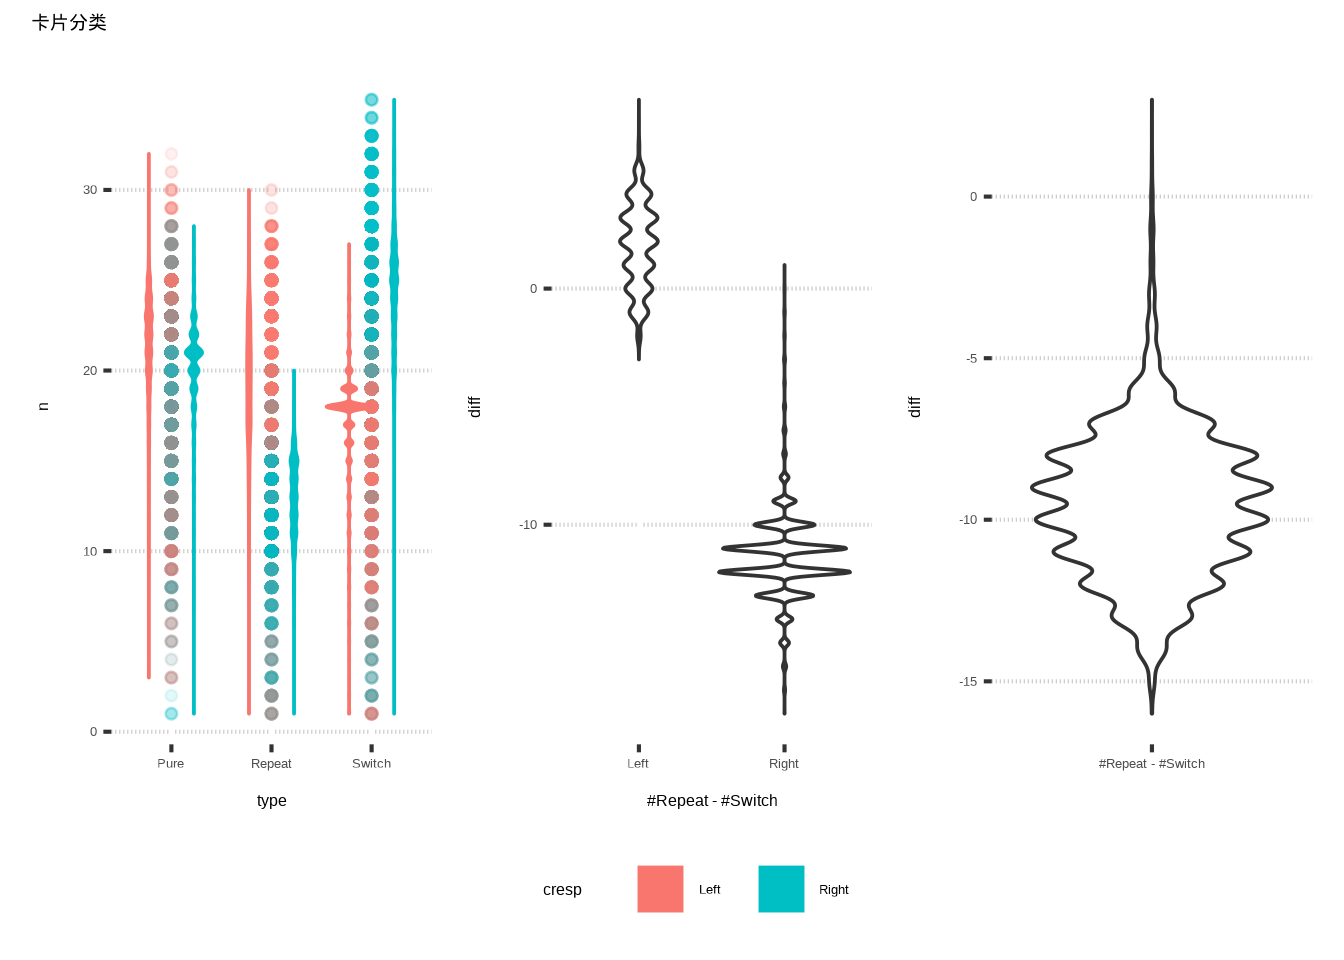 卡片分类
n
30
20
10
0
Pure Repeat Switch
type
diff
0
-10
Left Right
#Repeat - #Switch
diff
0
-5
-10
-15
#Repeat - #Switch
cresp Left Right